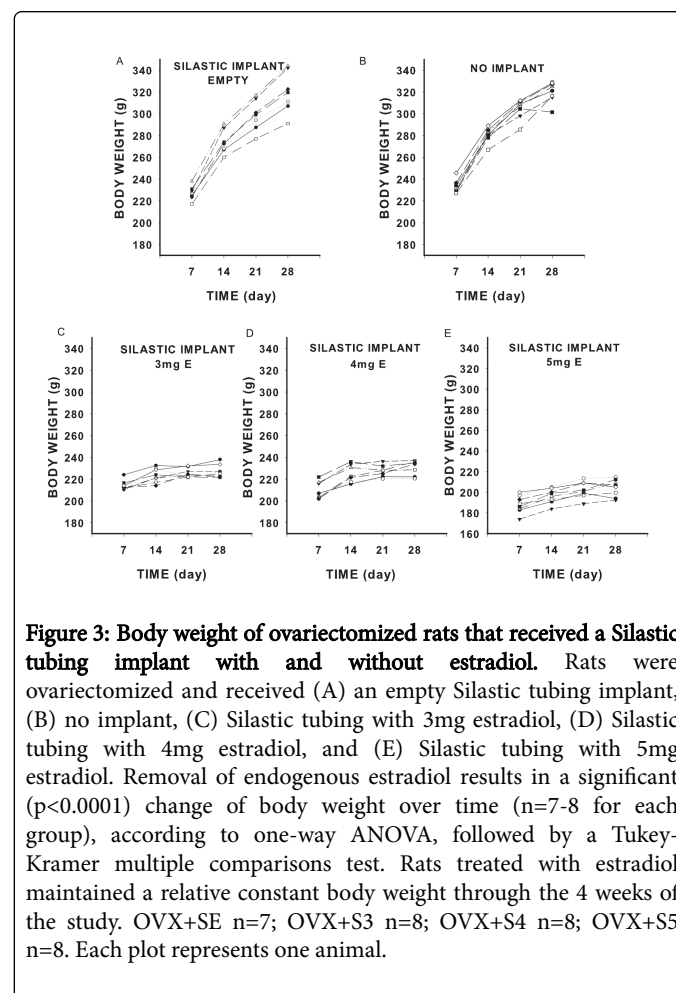 A
SILASTIC IMPLANT
EMPTY
340
320
300
280
260
240
220
200
180
BODY WEIGHT (g)
7 14 21 28
TIME (day)
B
NO IMPLANT
340
320
300
280
260
240
220
200
180
BODY WEIGHT (g)
7 14 21 28
TIME (day)
C
SILASTIC IMPLANT
3mg E
340
320
300
280
260
240
220
200
180
BODY WEIGHT (g)
7 14 21 28
TIME (day)
D
SILASTIC IMPLANT
4mg E
340
320
300
280
260
240
220
200
180
BODY WEIGHT (g)
7 14 21 28
TIME (day)
E
SILASTIC IMPLANT
5mg E
340
320
300
280
260
240
220
200
180
160
BODY WEIGHT (g)
7 14 21 28
TIME (day)
Figure 3: Body weight of ovariectomized rats that received a Silastic
tubing implant with and without estradiol. Rats were
ovariectomized and received (A) an empty Silastic tubing implant,
(B) no implant, (C) Silastic tubing with 3mg estradiol, (D) Silastic
tubing with 4mg estradiol, and (E) Silastic tubing with 5mg
estradiol. Removal of endogenous estradiol results in a significant
(p<0.0001) change of body weight over time (n=7-8 for each
group), according to one-way ANOVA, followed by a Tukey-
Kramer multiple comparisons test. Rats treated with estradiol
maintained a relative constant body weight through the 4 weeks of
the study. OVX+SE n=7; OVX+S3 n=8; OVX+S4 n=8; OVX+S5
n=8. Each plot represents one animal.